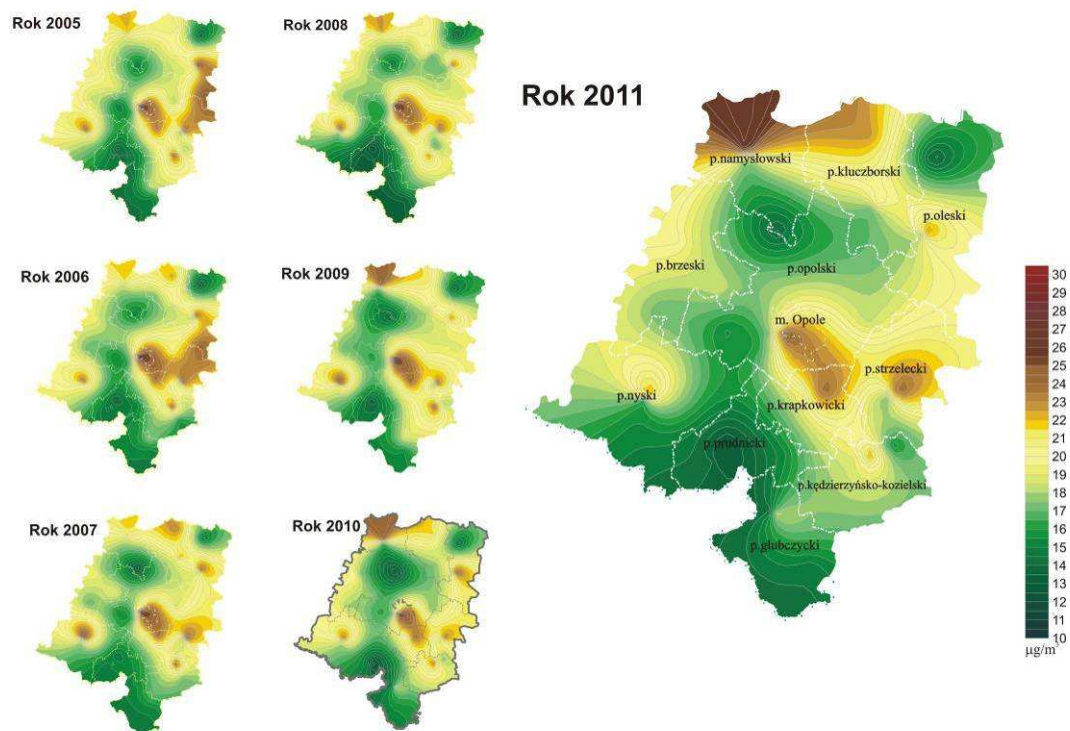 Rok 2005
Rok 2008
Rok 2011
p.namysłowski
p.kluczborski
p.oleski
Rok 2006
Rok 2009
p.brzeski
p.opolski
m. Opole
p.strzelecki
p.nyski
p.krapkowicki
p.prudnicki
p.kędzierzyńsko-kozielski
Rok 2007
Rok 2010
p.głubczycki
30
29
28
27
26
25
24
23
22
21
20
19
18
17
16
15
14
13
12
11
10
µg/m³